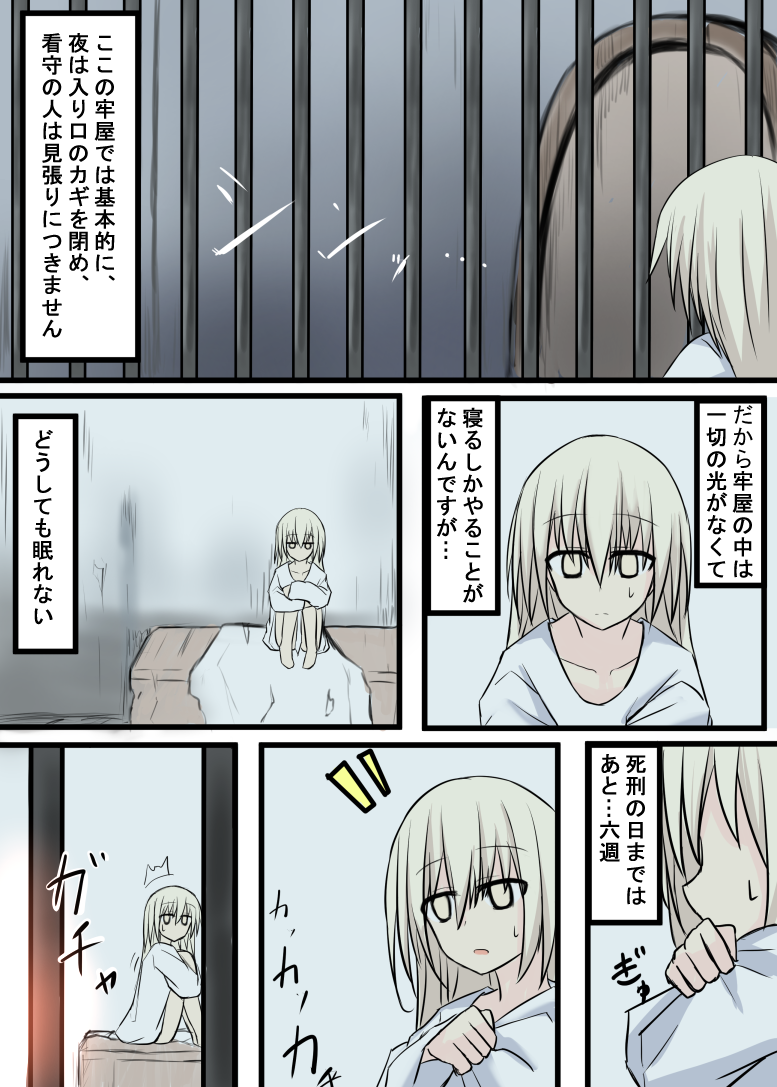 ここの牢屋では基本的に、
夜は入り口のカギを閉め、
看守の人は見張りにつきません
シン…
だから牢屋の中は
一切の光がなくて
寝るしかやることが
ないんですが…
どうしても眠れない
死刑の日までは
あと…六週
ぎゅ
カ、カ、カチ
ガチャ